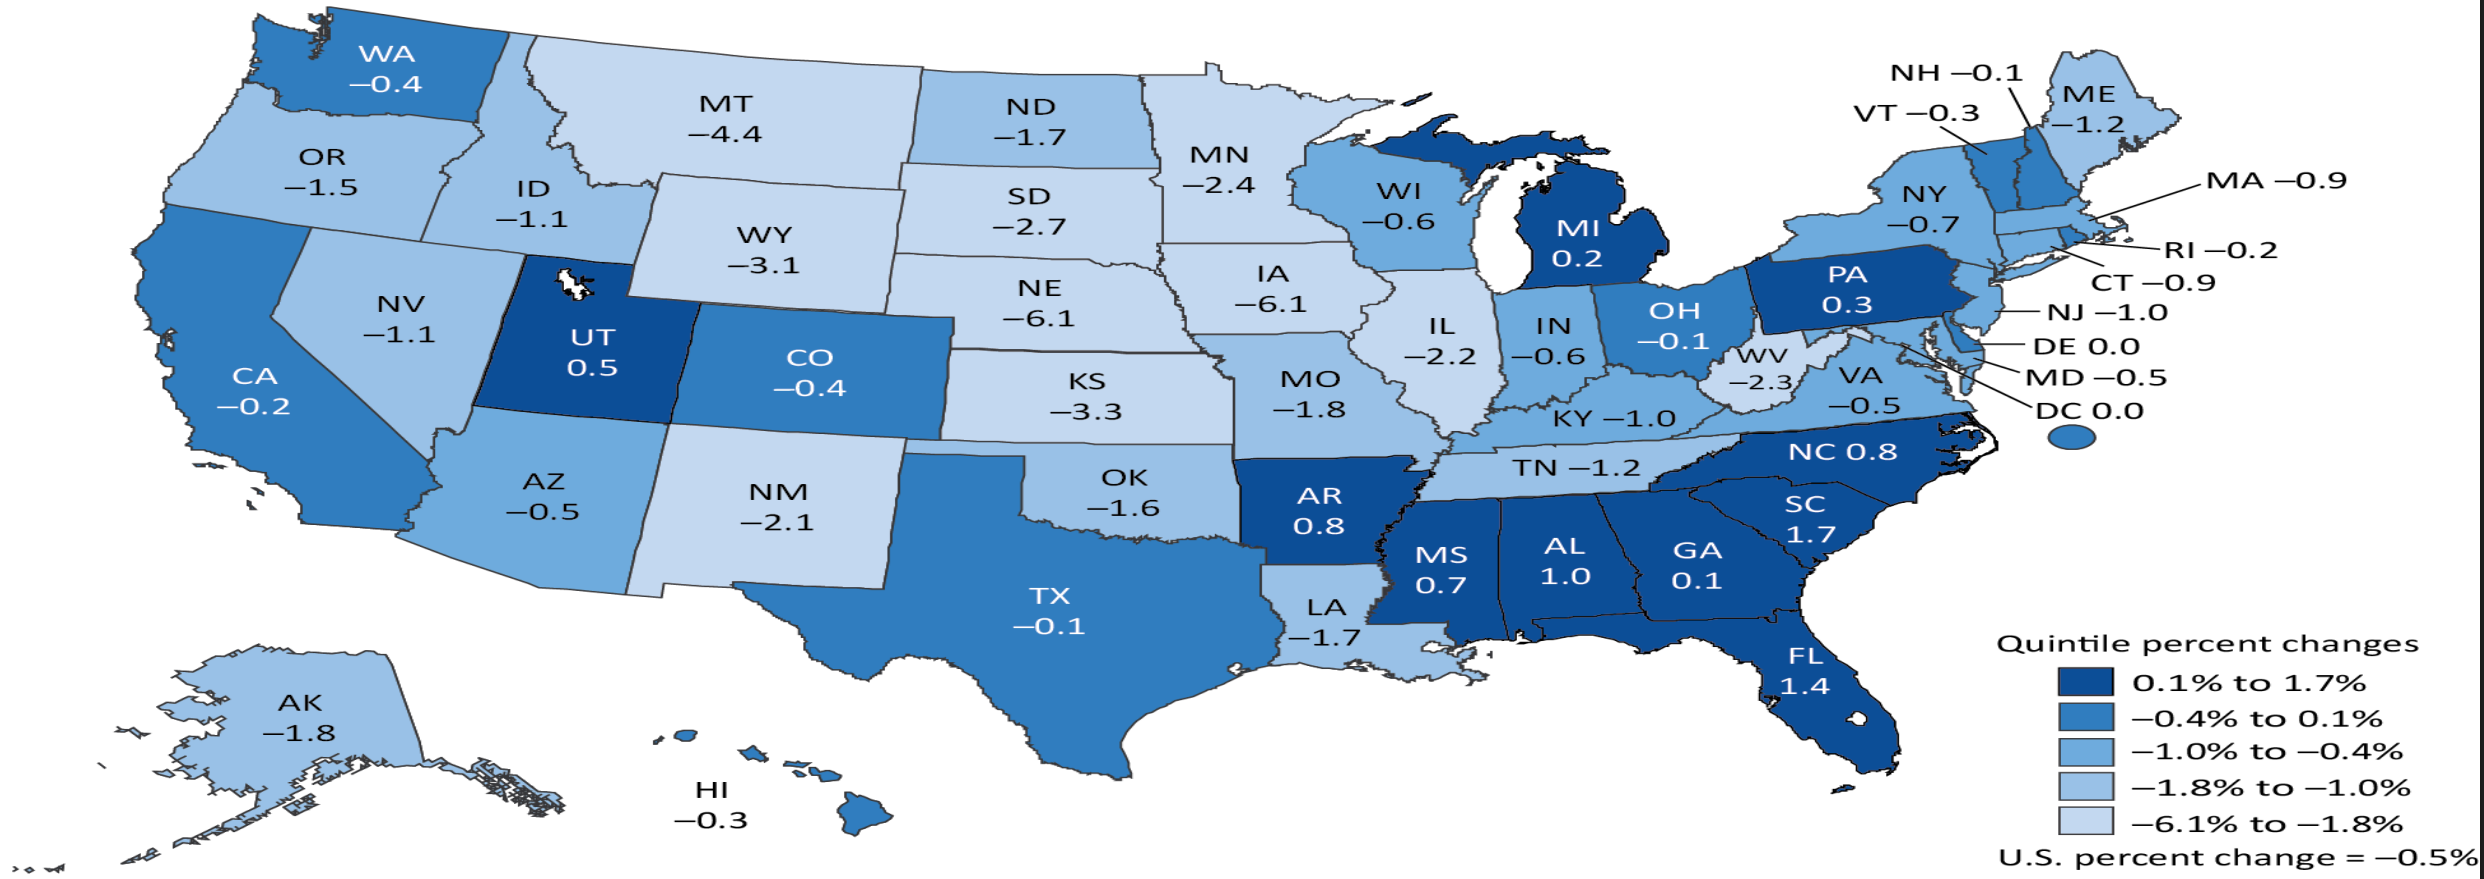 WA
–0.4
OR
–1.5
CA
–0.2
ID
–1.1
NV
–1.1
MT
–4.4
WY
–3.1
UT
0.5
CO
–0.4
AZ
–0.5
NM
–2.1
ND
–1.7
SD
–2.7
NE
–6.1
KS
–3.3
OK
–1.6
TX
–0.1
MN
–2.4
IA
–6.1
MO
–1.8
AR
0.8
LA
–1.7
WI
–0.6
IL
–2.2
MI
0.2
IN
–0.6
OH
–0.1
KY –1.0
TN –1.2
MS
0.7
AL
1.0
GA
0.1
FL
1.4
SC
1.7
NC 0.8
VA
–0.5
WV
–2.3
PA
0.3
NY
–0.7
NH –0.1
VT –0.3
ME
–1.2
MA –0.9
RI –0.2
CT –0.9
NJ –1.0
DE 0.0
MD –0.5
DC 0.0
AK
–1.8
HI
–0.3
Quintile percent changes
0.1% to 1.7%
–0.4% to 0.1%
–1.0% to –0.4%
–1.8% to –1.0%
–6.1% to –1.8%
U.S. percent change = –0.5%